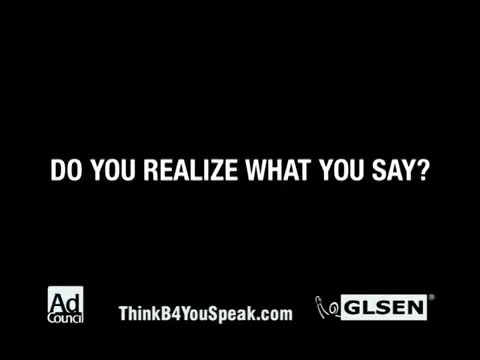 DO YOU REALIZE WHAT YOU SAY?
Ad
Council
ThinkB4YouSpeak.com
GLSEN®